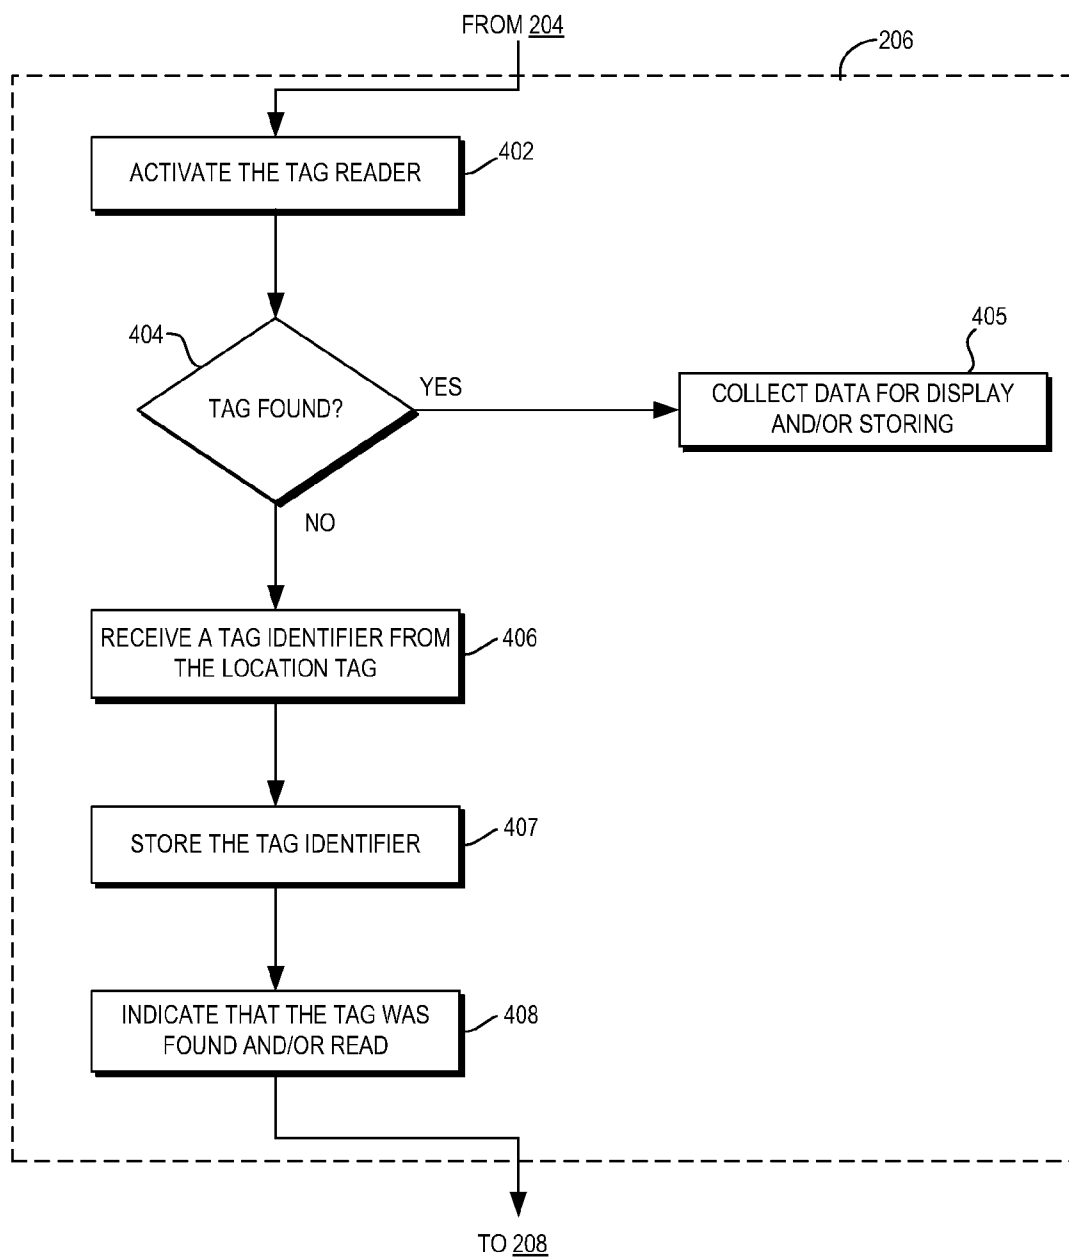 FROM 204
206
ACTIVATE THE TAG READER
402
404
TAG FOUND?
YES
405
COLLECT DATA FOR DISPLAY
AND/OR STORING
NO
RECEIVE A TAG IDENTIFIER FROM
THE LOCATION TAG
406
STORE THE TAG IDENTIFIER
407
INDICATE THAT THE TAG WAS
FOUND AND/OR READ
408
TO 208